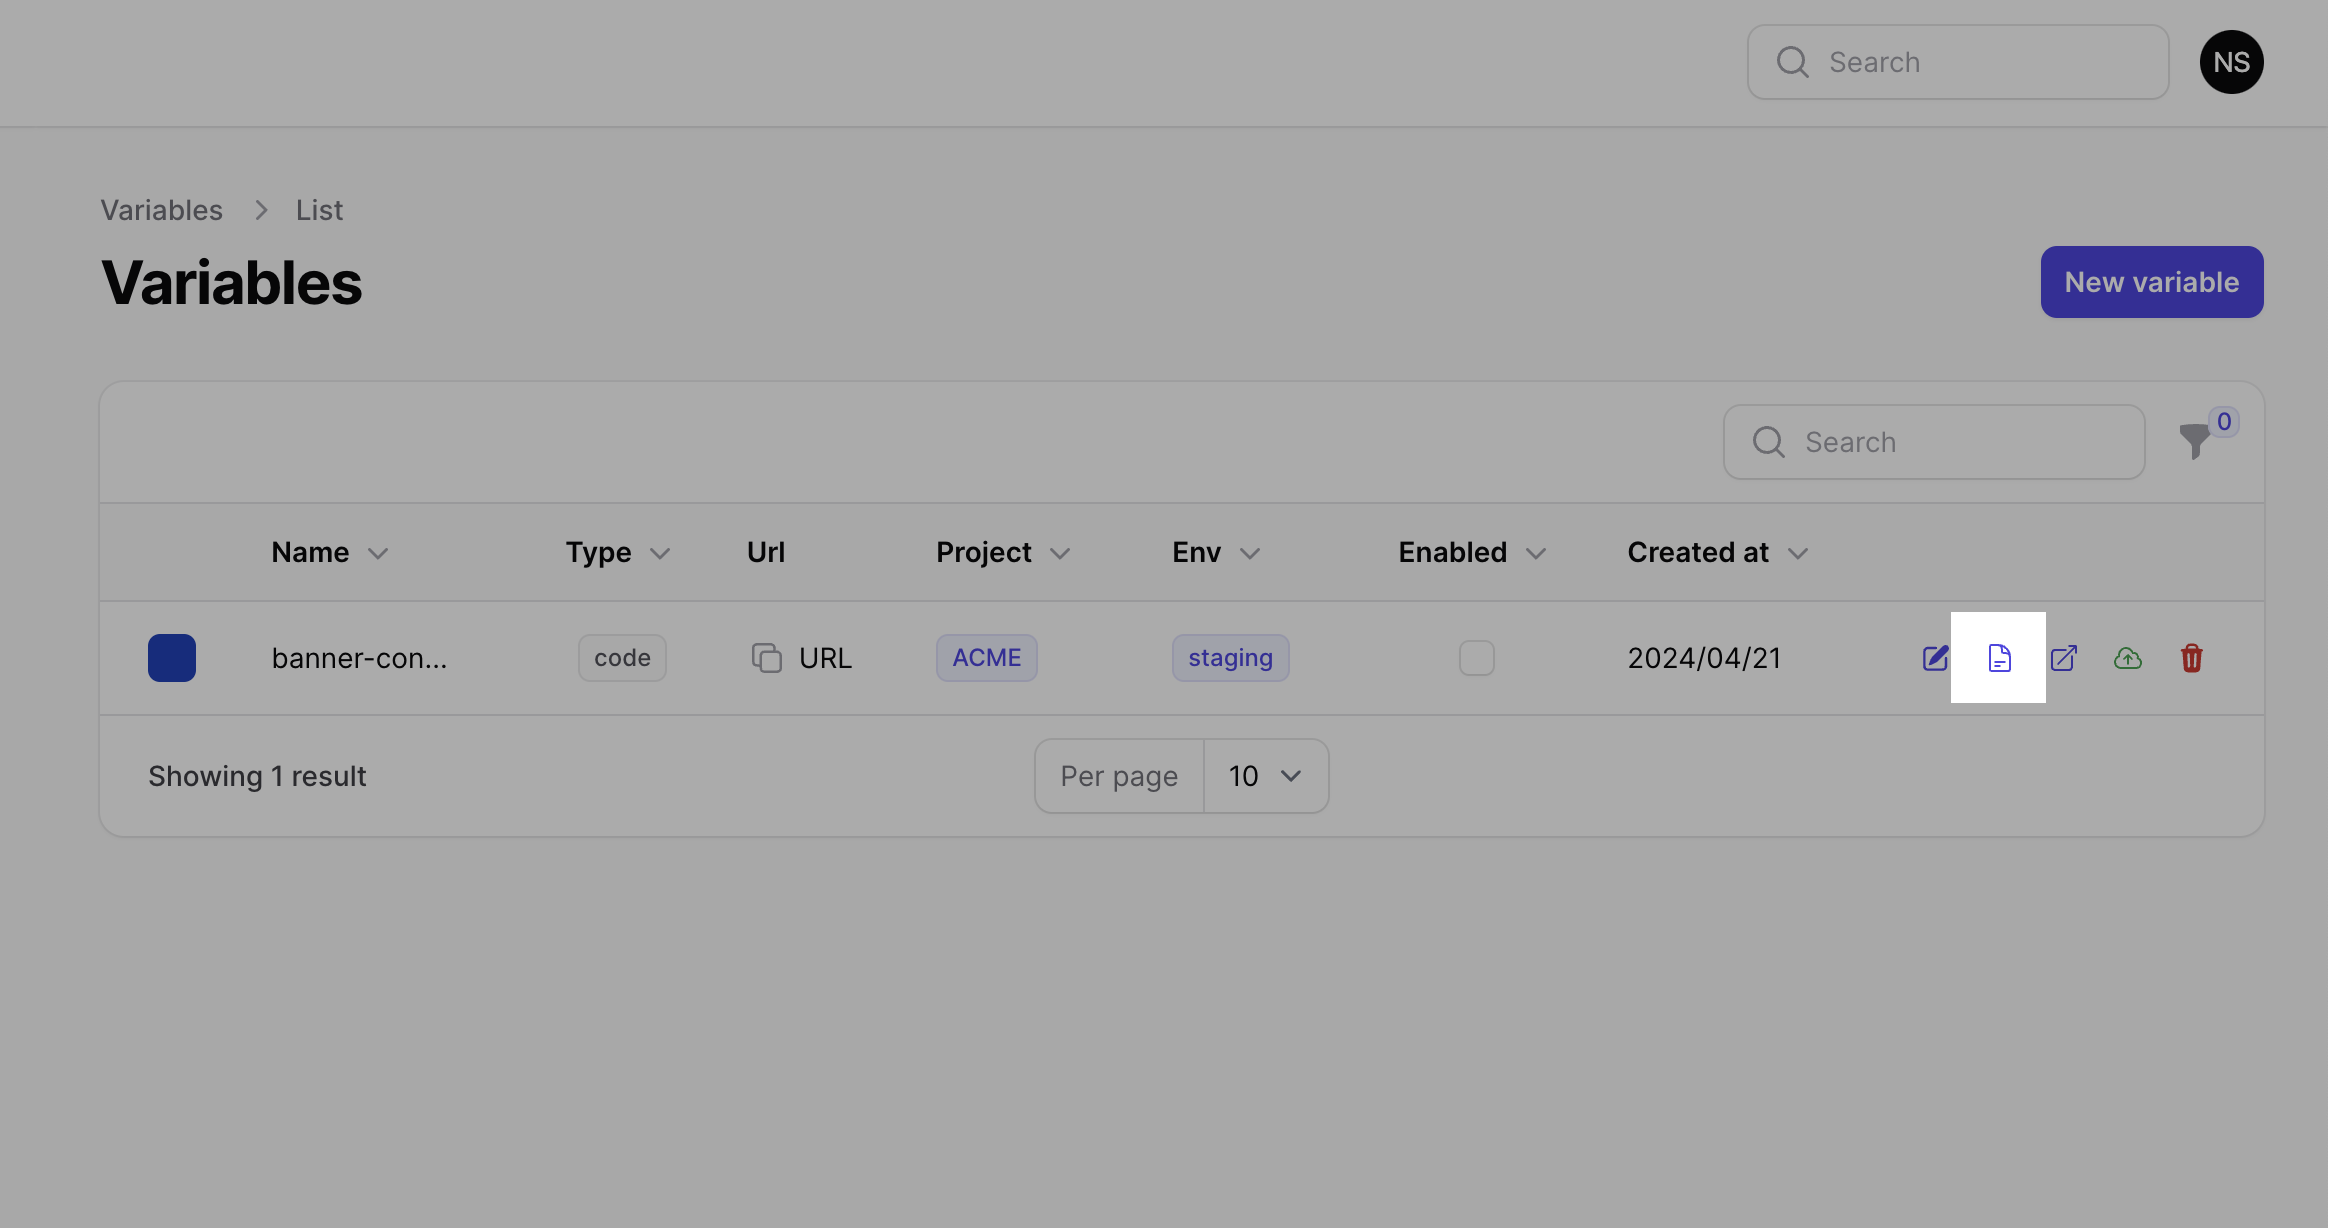 Search
NS
Variables
List
Variables
New variable
Search
0
Name
Type
Url
Project
Env
Enabled
Created at
banner-con...
code
URL
ACME
staging
2024/04/21
Showing 1 result
Per page
10